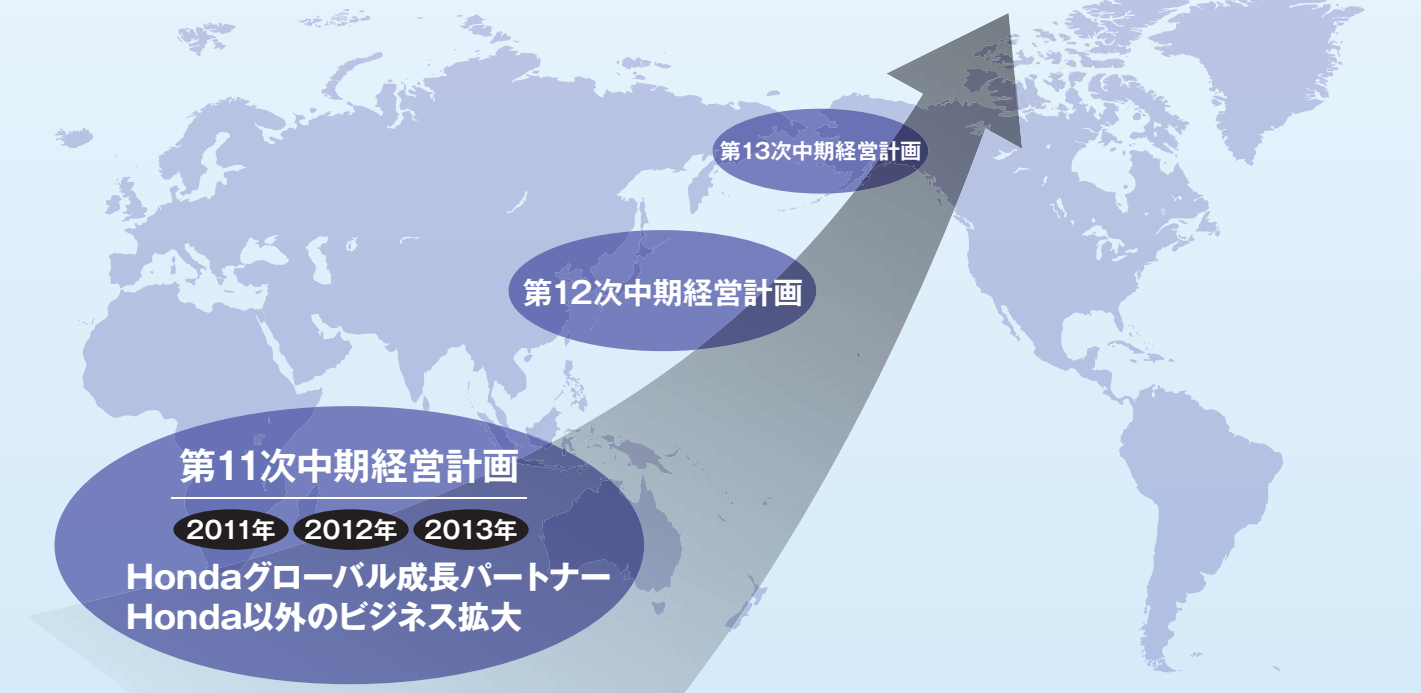 第13次中期経営計画
第12次中期経営計画
第11次中期経営計画
2011年 2012年 2013年
Hondaグローバル成長パートナー
Honda以外のビジネス拡大